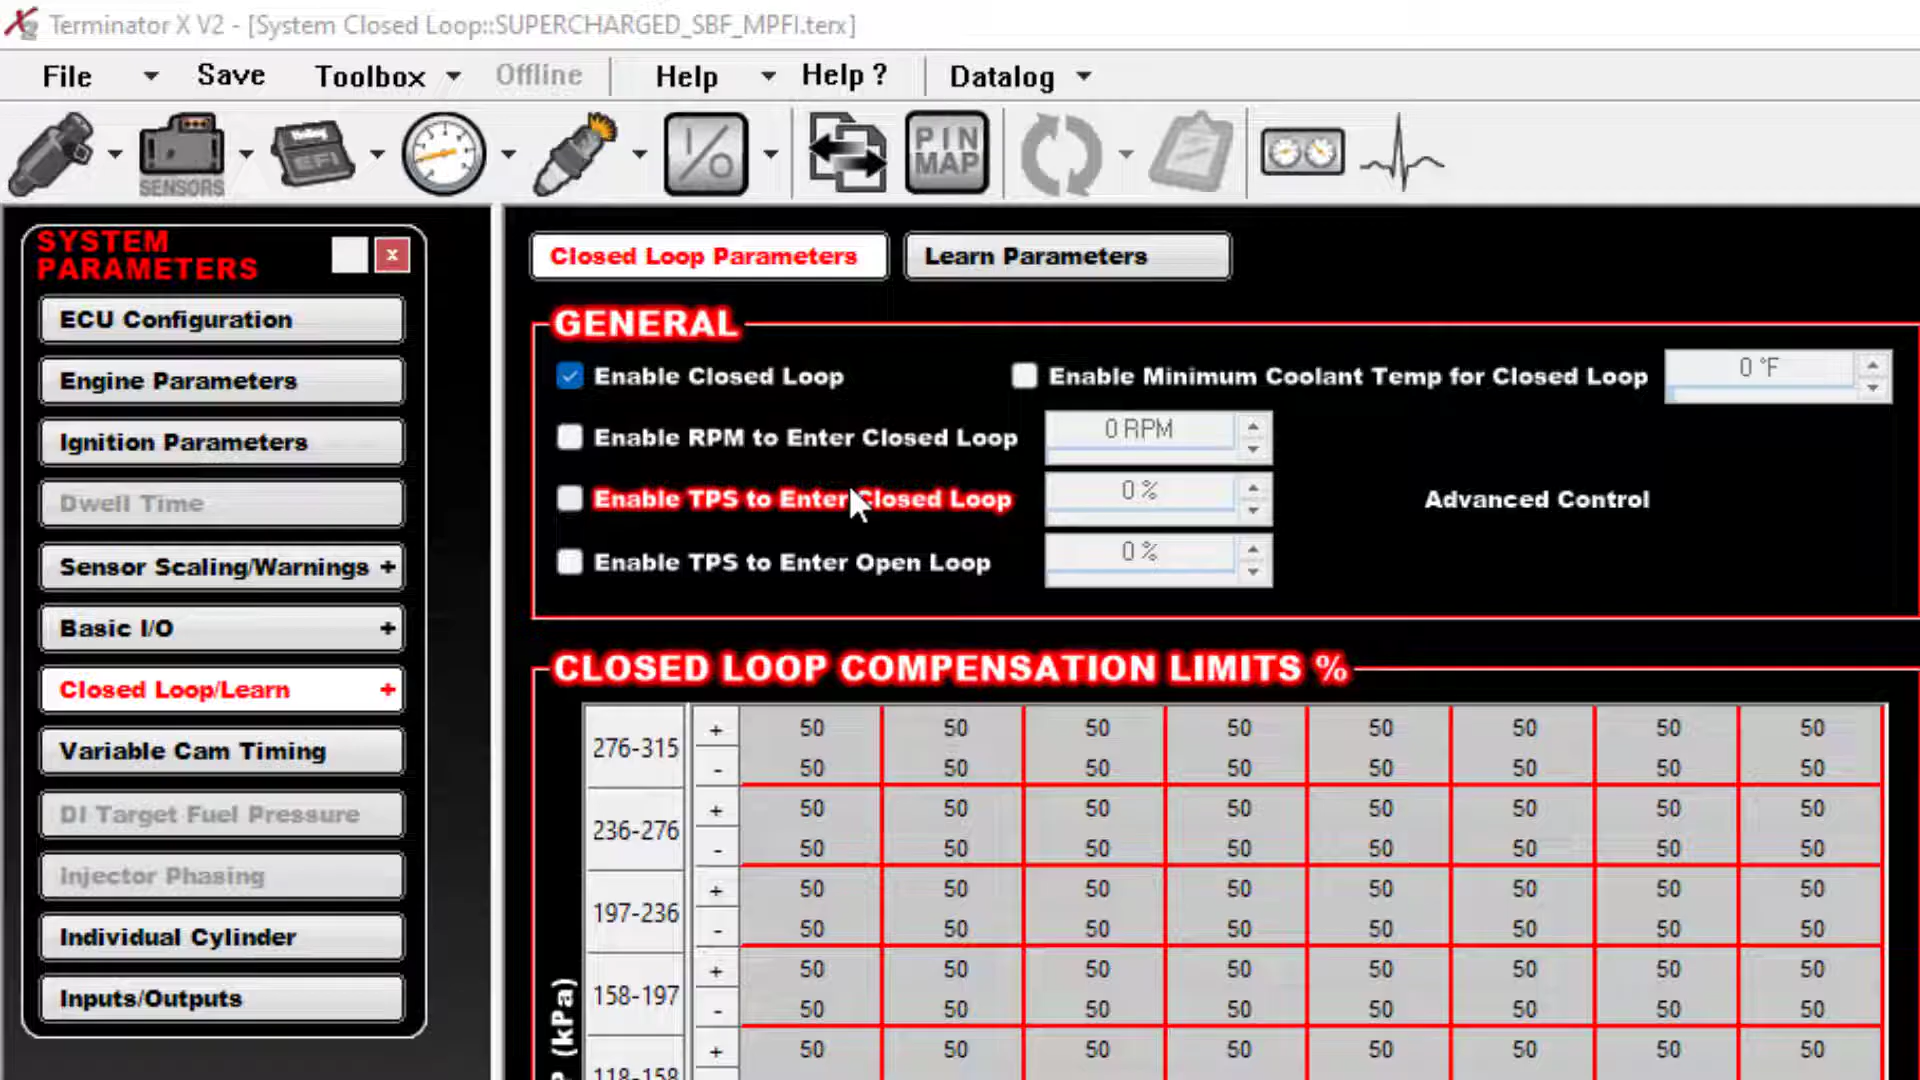 Terminator X V2 - [System Closed Loop::SUPERCHARGED_SBF_MPFI.terx]
File Save Toolbox Offline Help Help ? Datalog
SENSORS
Holley
EFI
I/O
PIN
MAP
SYSTEM
PARAMETERS
x
ECU Configuration
Engine Parameters
Ignition Parameters
Dwell Time
Sensor Scaling/Warnings +
Basic I/O +
Closed Loop/Learn +
Variable Cam Timing
DI Target Fuel Pressure
Injector Phasing
Individual Cylinder
Inputs/Outputs
Closed Loop Parameters Learn Parameters
GENERAL
Enable Closed Loop Enable Minimum Coolant Temp for Closed Loop 0 °F
Enable RPM to Enter Closed Loop 0 RPM
Enable TPS to Enter Closed Loop 0 % Advanced Control
Enable TPS to Enter Open Loop 0 %
CLOSED LOOP COMPENSATION LIMITS %
276-315 + 50 50 50 50 50 50 50 50
- 50 50 50 50 50 50 50 50
236-276 + 50 50 50 50 50 50 50 50
- 50 50 50 50 50 50 50 50
197-236 + 50 50 50 50 50 50 50 50
- 50 50 50 50 50 50 50 50
158-197 + 50 50 50 50 50 50 50 50
- 50 50 50 50 50 50 50 50
118-158 + 50 50 50 50 50 50 50 50
P (kPa)